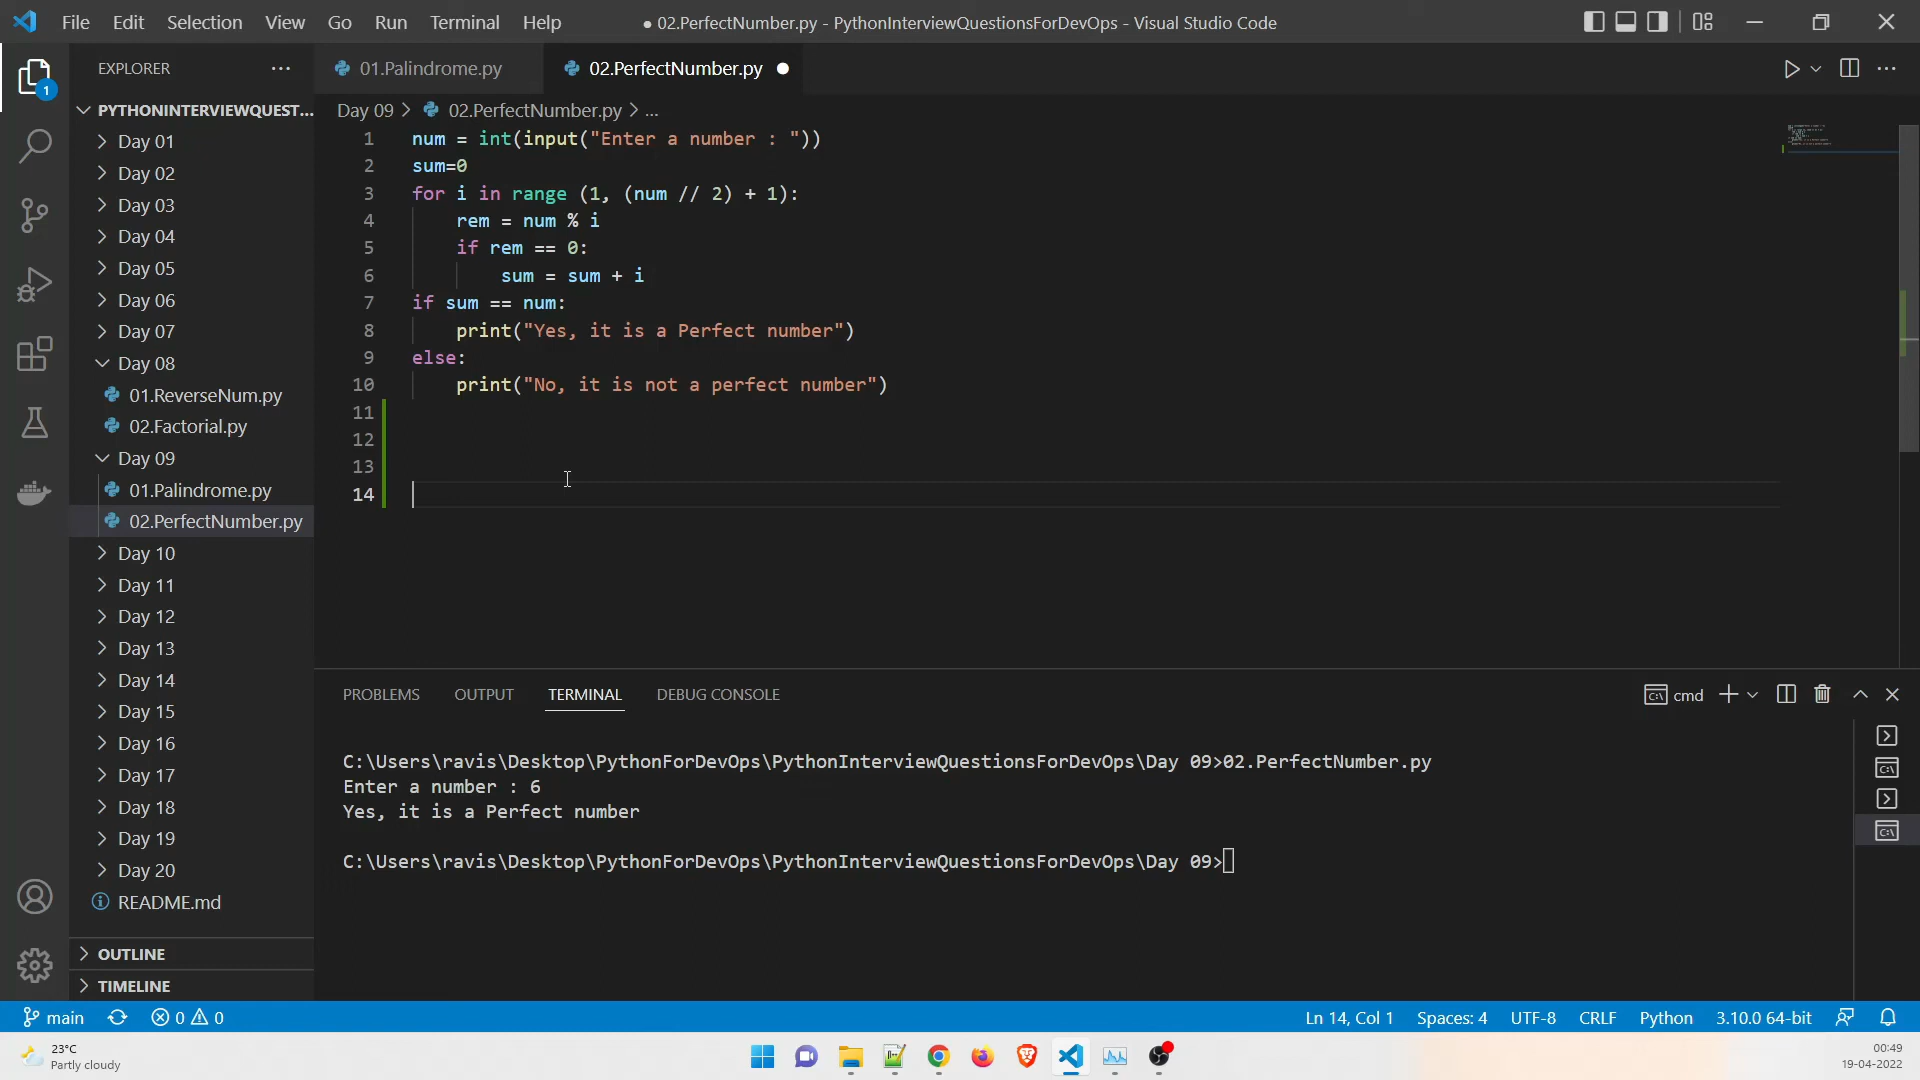 File Edit Selection View Go Run Terminal Help
● 02.PerfectNumber.py - PythonInterviewQuestionsForDevOps - Visual Studio Code
EXPLORER
01.Palindrome.py
02.PerfectNumber.py
1
PYTHONINTERVIEWQUEST...
Day 01
Day 02
Day 03
Day 04
Day 05
Day 06
Day 07
Day 08
01.ReverseNum.py
02.Factorial.py
Day 09
01.Palindrome.py
02.PerfectNumber.py
Day 10
Day 11
Day 12
Day 13
Day 14
Day 15
Day 16
Day 17
Day 18
Day 19
Day 20
README.md
OUTLINE
TIMELINE
Day 09 > 02.PerfectNumber.py > ...
1 num = int(input("Enter a number : "))
2 sum=0
3 for i in range (1, (num // 2) + 1):
4     rem = num % i
5     if rem == 0:
6         sum = sum + i
7 if sum == num:
8     print("Yes, it is a Perfect number")
9 else:
10     print("No, it is not a perfect number")
11
12
13
14
PROBLEMS OUTPUT TERMINAL DEBUG CONSOLE
cmd
C:\Users\ravis\Desktop\PythonForDevOps\PythonInterviewQuestionsForDevOps\Day 09>02.PerfectNumber.py
Enter a number : 6
Yes, it is a Perfect number
C:\Users\ravis\Desktop\PythonForDevOps\PythonInterviewQuestionsForDevOps\Day 09>
main 0 0
Ln 14, Col 1 Spaces: 4 UTF-8 CRLF Python 3.10.0 64-bit
23°C
Partly cloudy
00:49
19-04-2022